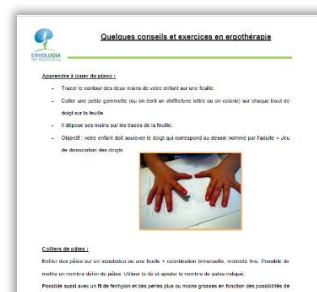 Quelques conseils et exercices en ergothérapie
ENVOLUDIA
Apprendre à jouer du piano :
- Tracer le contour des deux mains de votre enfant sur une feuille.
- Coller une petite gommette (ou on écrit un chiffre/une lettre ou on colorie) sur chaque bout de
doigt sur la feuille.
- Il dépose ses mains sur les traces de la feuille.
- Objectif : votre enfant doit soulever le doigt qui correspond au dessin nommé par l'adulte = Jeu
de dissociation des doigts.
Colliers de pâtes :
Enfiler des pâtes sur un scoubidou ou une ficelle > coordination bimanuelle, motricité fine. Possible de
mettre un nombre défini de pâtes. Utiliser le dé et ajouter le nombre de pâtes indiqué.
Possible aussi avec un fil de et des perles plus ou moins grosses en fonction des possibilités de